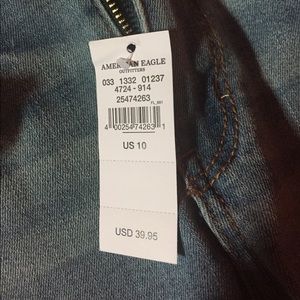 AMERICAN EAGLE
OUTFITTERS
033 1332 01237
4724 - 914
25474263
4 00254 74263 1
US 10
USD 39.95